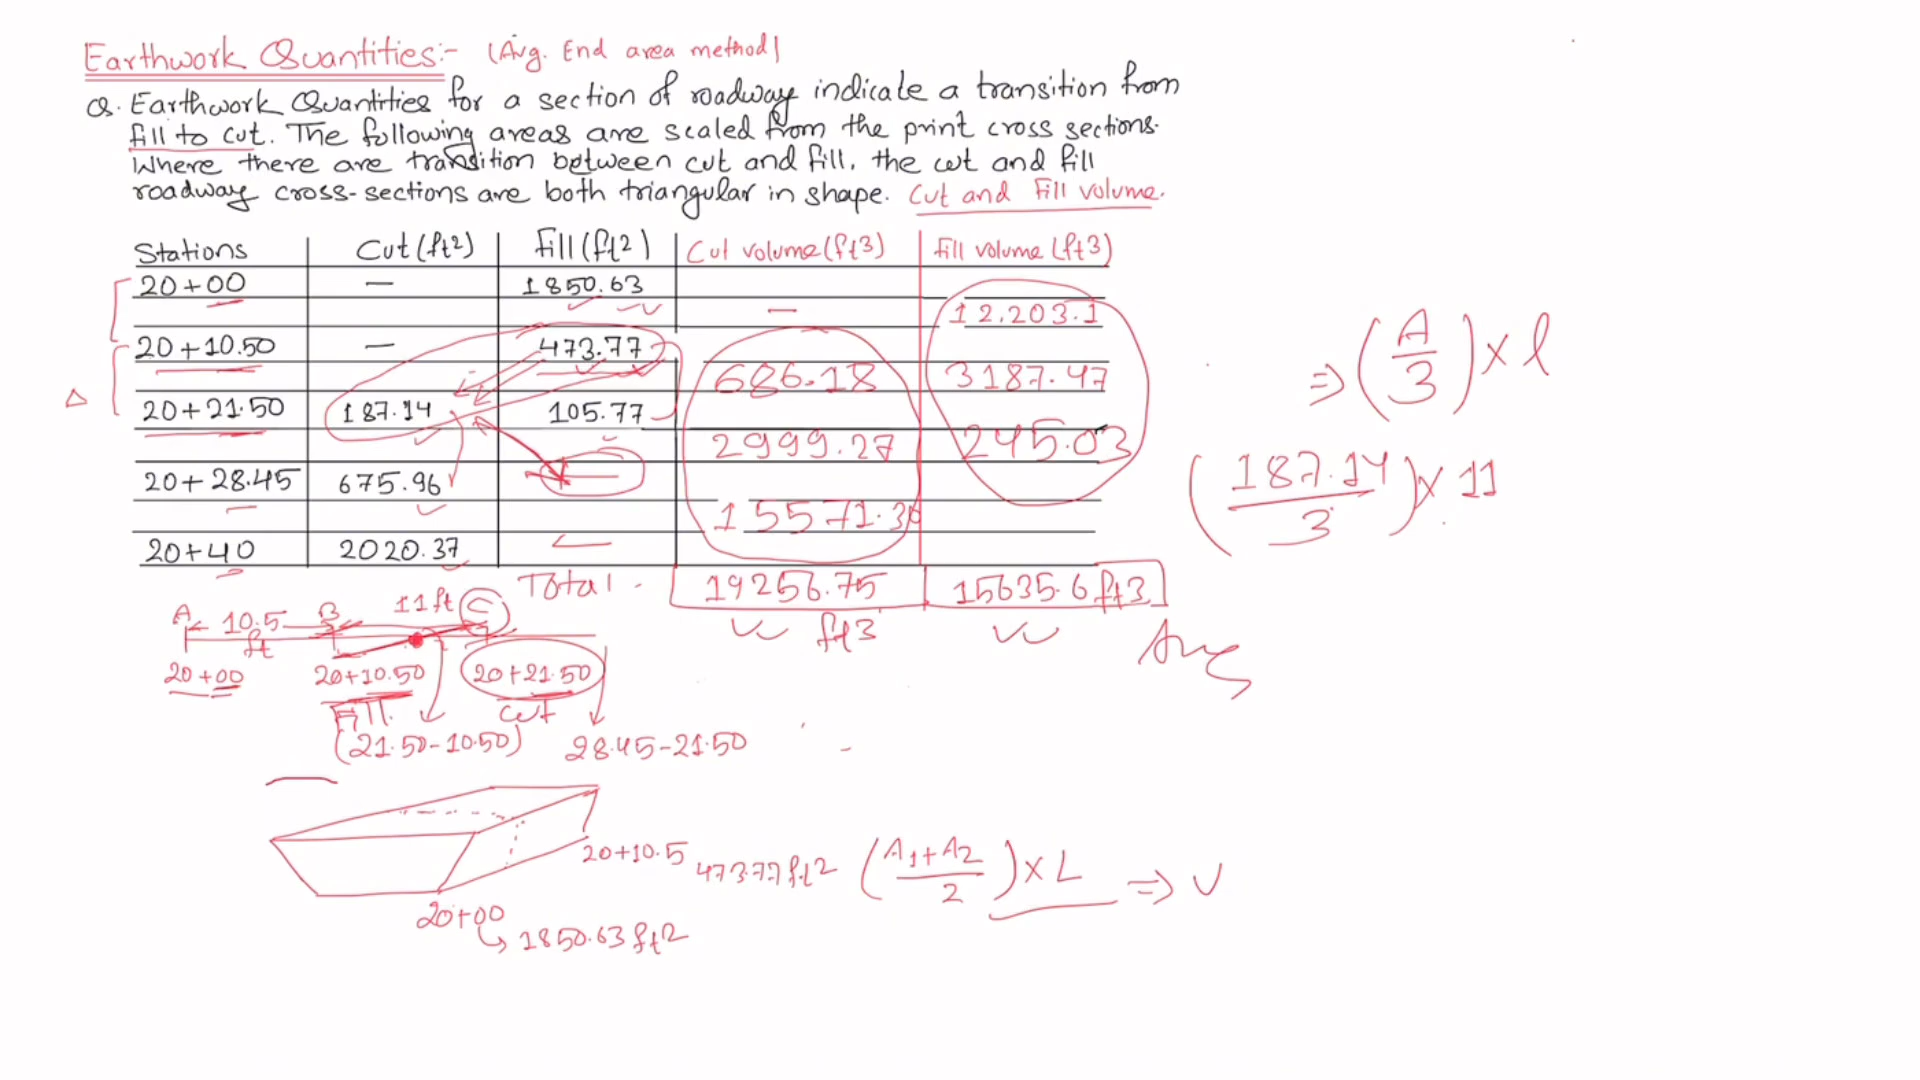 Earthwork Quantities:- (Avg. End area method)
Q. Earthwork Quantities for a section of roadway indicate a transition from
fill to cut. The following areas are scaled from the print cross sections.
Where there are transition between cut and fill, the cut and fill
roadway cross-sections are both triangular in shape. Cut and Fill volume.
Stations Cut (ft2) Fill (ft2) Cut volume (ft3) Fill volume (ft3)
20+00 — 1850.63
— 12,203.1
20+10.50 — 473.77
686.18 3187.47
20+21.50 187.14 105.77
2999.27 245.03
20+28.45 675.96 —
15571.36
20+40 2020.37 —
Total - 19256.75 15635.6 ft3
ft3
Ans
⇒ (A/3) × l
(187.14/3) × 11
Δ
A 10.5 ft B 11 ft C
20+00 20+10.50 20+21.50
Fill. Cut
(21.50-10.50) 28.45-21.50
20+10.5 473.77 ft2 (A1+A2/2) × L ⇒ V
20+00
↳ 1850.63 ft2